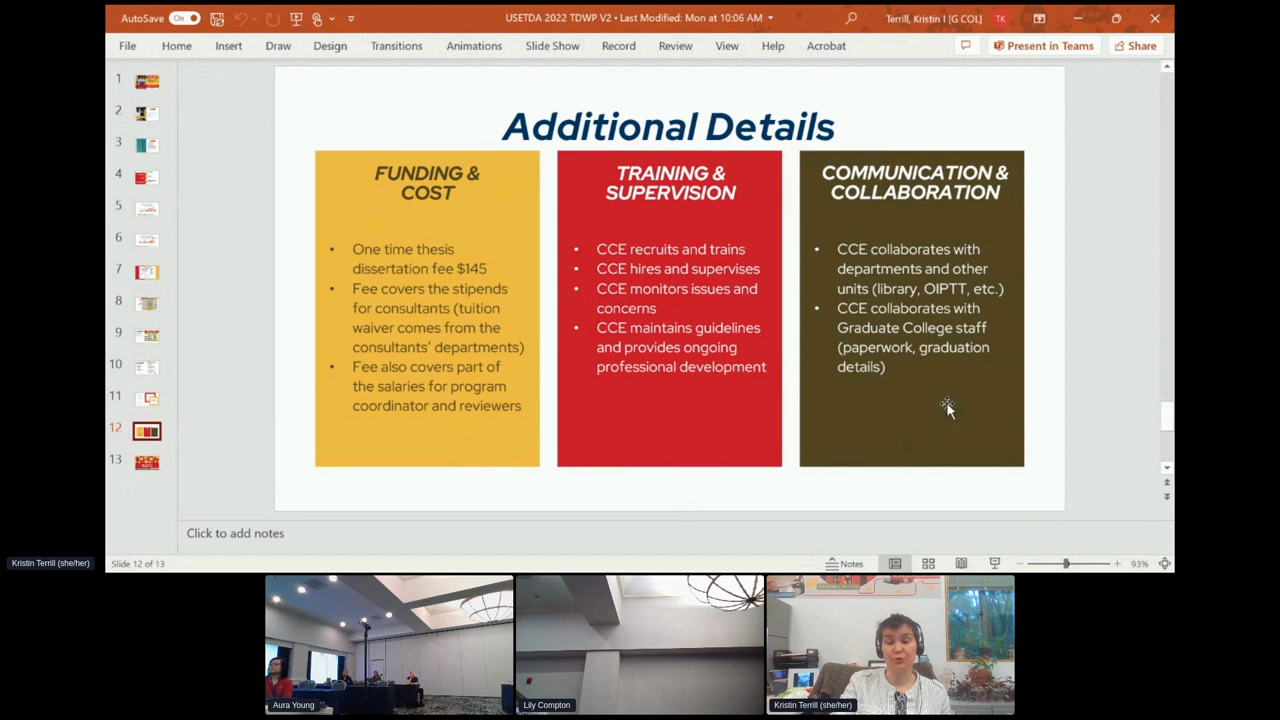 AutoSave
On
USETDA 2022 TDWP V2 • Last Modified: Mon at 10:06 AM
Terrill, Kristin I [G COL]
TK
File Home Insert Draw Design Transitions Animations Slide Show Record Review View Help Acrobat
Present in Teams
Share
1
2
3
4
5
6
7
8
9
10
11
12
13
Additional Details
FUNDING &
COST
• One time thesis
dissertation fee $145
• Fee covers the stipends
for consultants (tuition
waiver comes from the
consultants’ departments)
• Fee also covers part of
the salaries for program
coordinator and reviewers
TRAINING &
SUPERVISION
• CCE recruits and trains
• CCE hires and supervises
• CCE monitors issues and
concerns
• CCE maintains guidelines
and provides ongoing
professional development
COMMUNICATION &
COLLABORATION
• CCE collaborates with
departments and other
units (library, OIPTT, etc.)
• CCE collaborates with
Graduate College staff
(paperwork, graduation
details)
Click to add notes
Kristin Terrill (she/her)
Slide 12 of 13
Notes
93%
Aura Young
Lily Compton
Kristin Terrill (she/her)